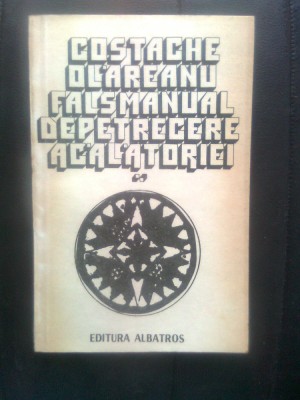 COSTACHE
OLĂREANU
FALS MANUAL
DE PETRECERE
A CĂLĂTORIEI
EDITURA ALBATROS